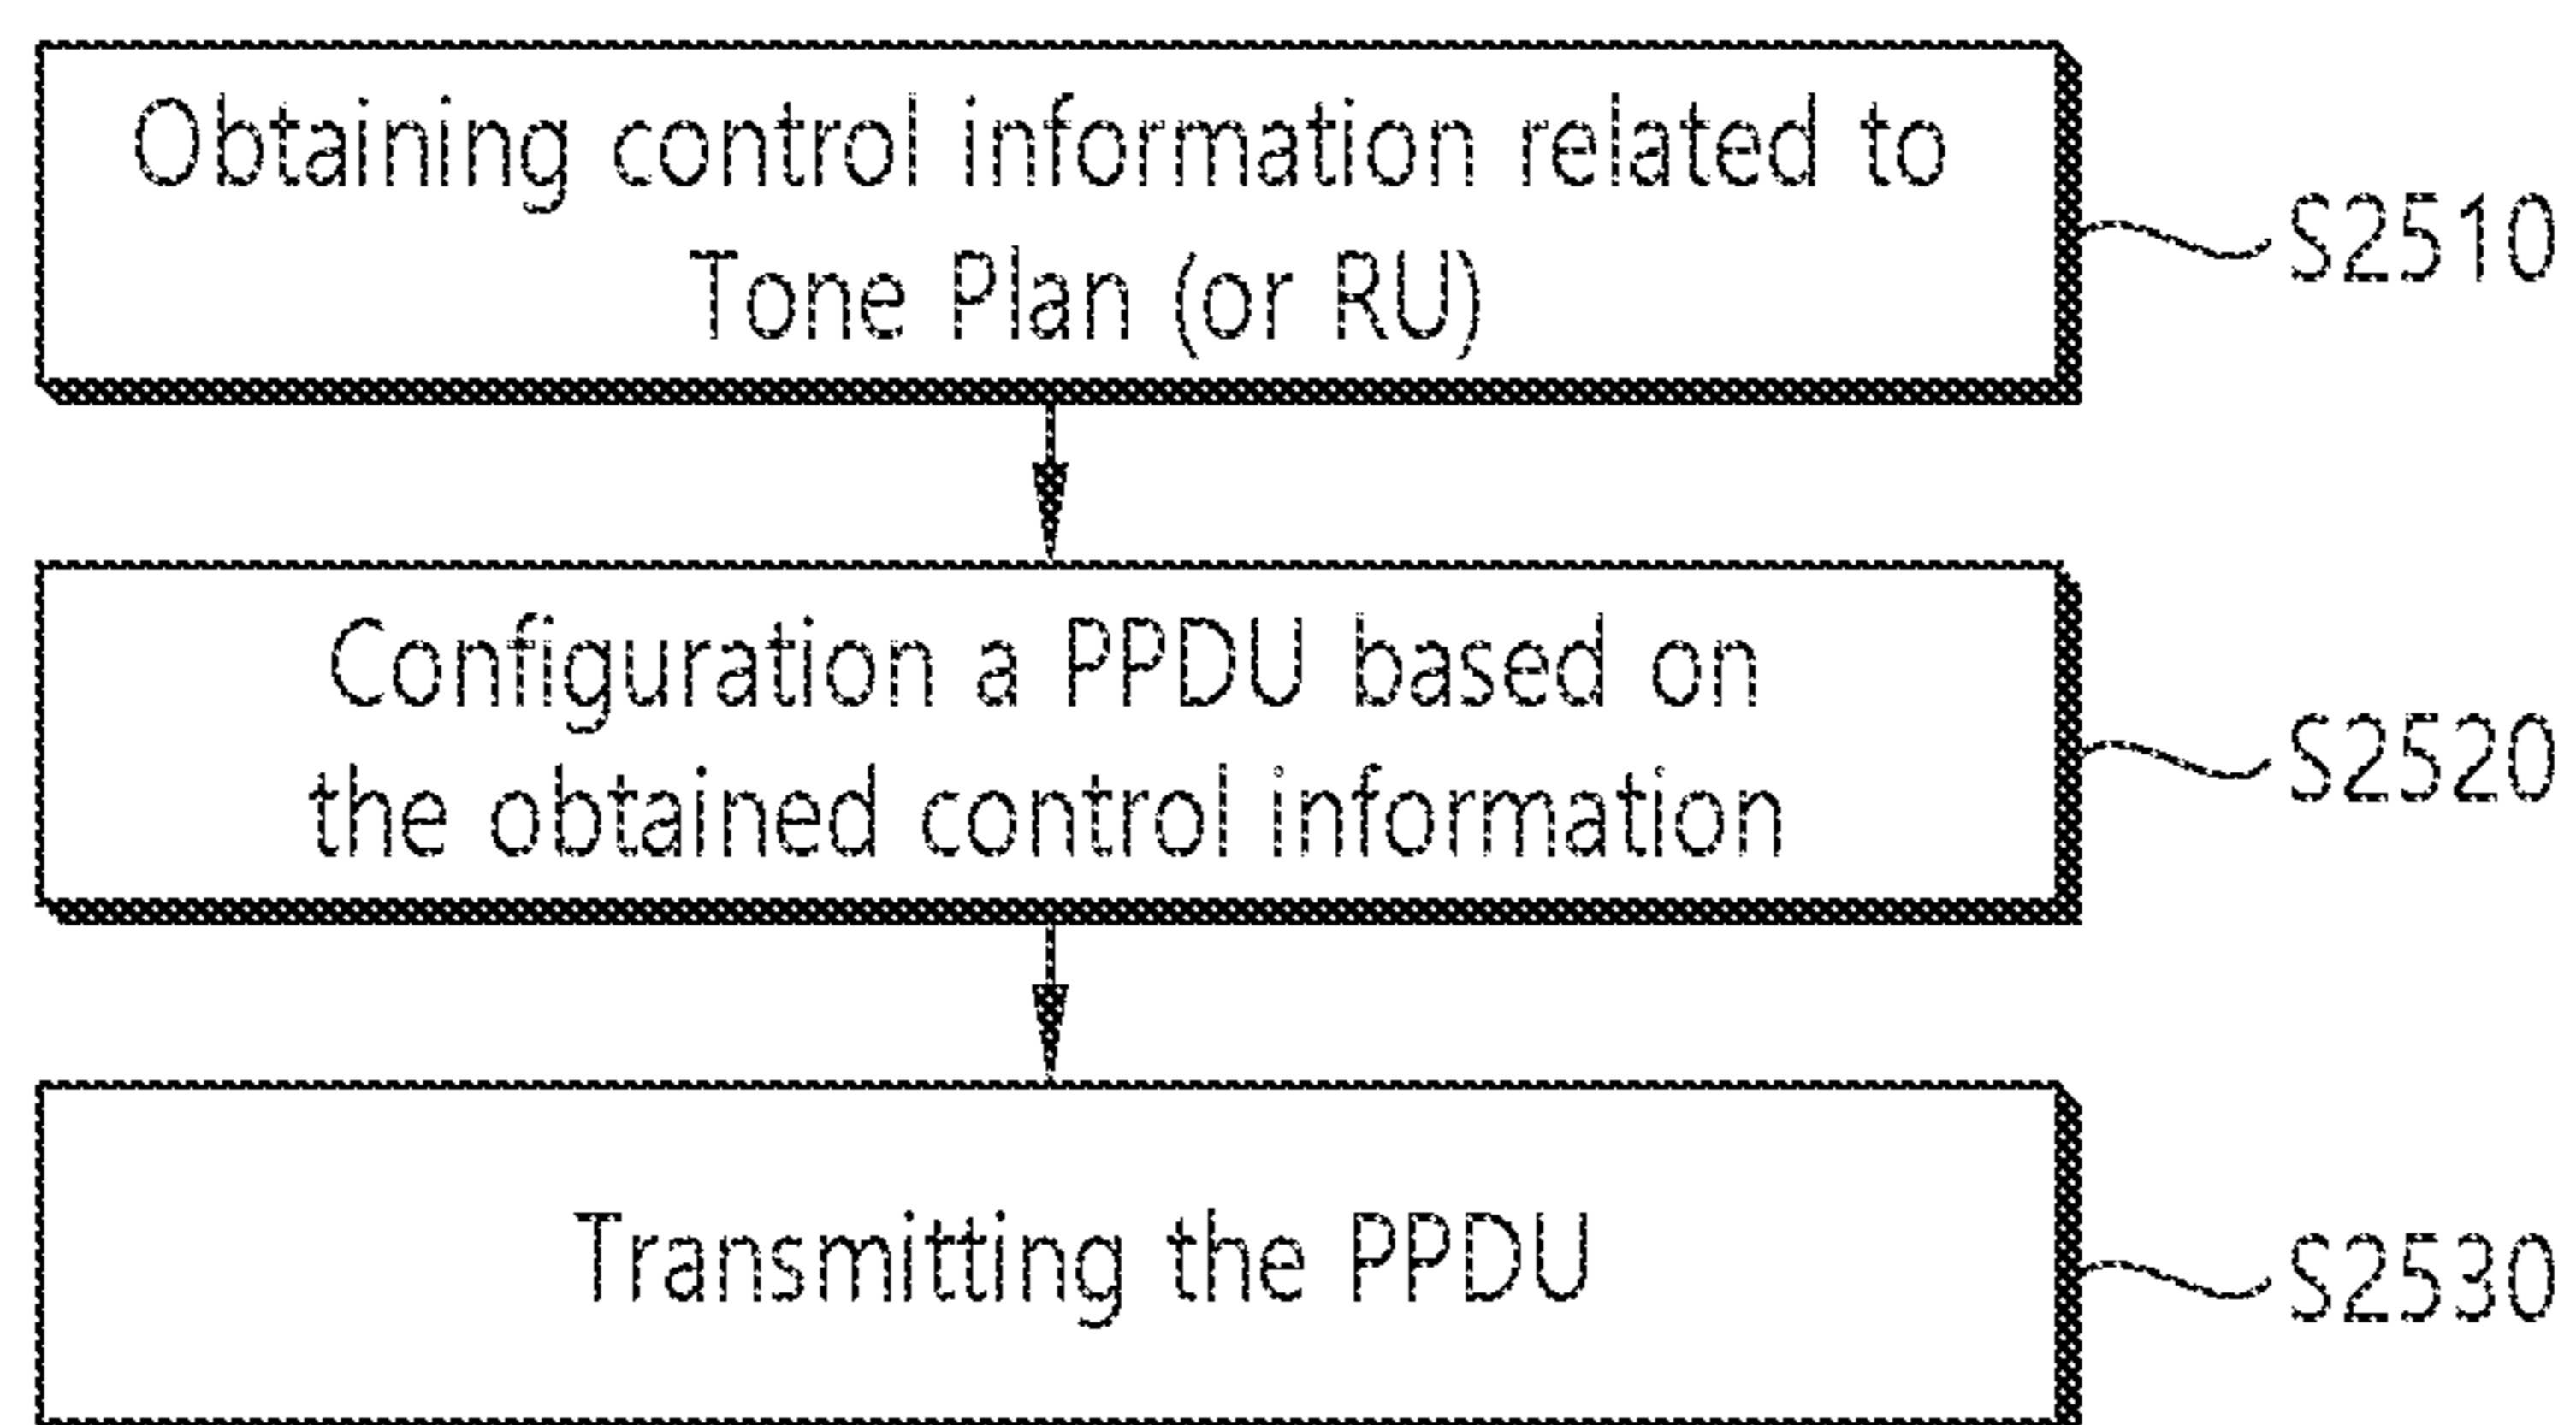 Obtaining control information related to
Tone Plan (or RU)
S2510
Configuration a PPDU based on
the obtained control information
S2520
Transmitting the PPDU
S2530